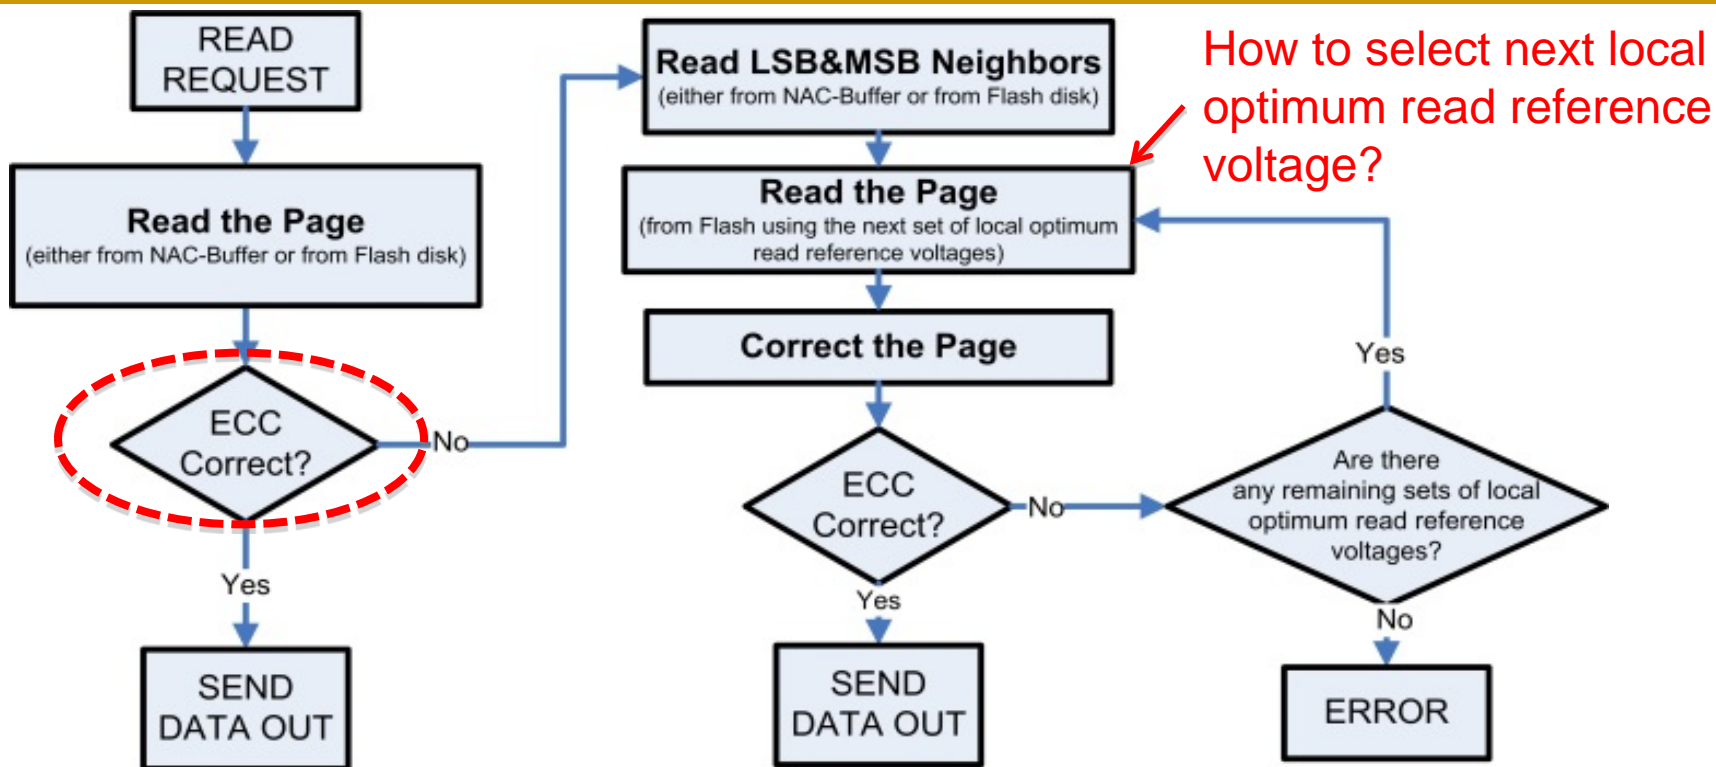 READ
REQUEST
Read the Page
(either from NAC-Buffer or from Flash disk)
ECC
Correct?
No
Yes
SEND
DATA OUT
Read LSB&MSB Neighbors
(either from NAC-Buffer or from Flash disk)
Read the Page
(from Flash using the next set of local optimum
read reference voltages)
Correct the Page
ECC
Correct?
No
Yes
SEND
DATA OUT
How to select next local
optimum read reference
voltage?
Yes
Are there
any remaining sets of local
optimum read reference
voltages?
No
ERROR